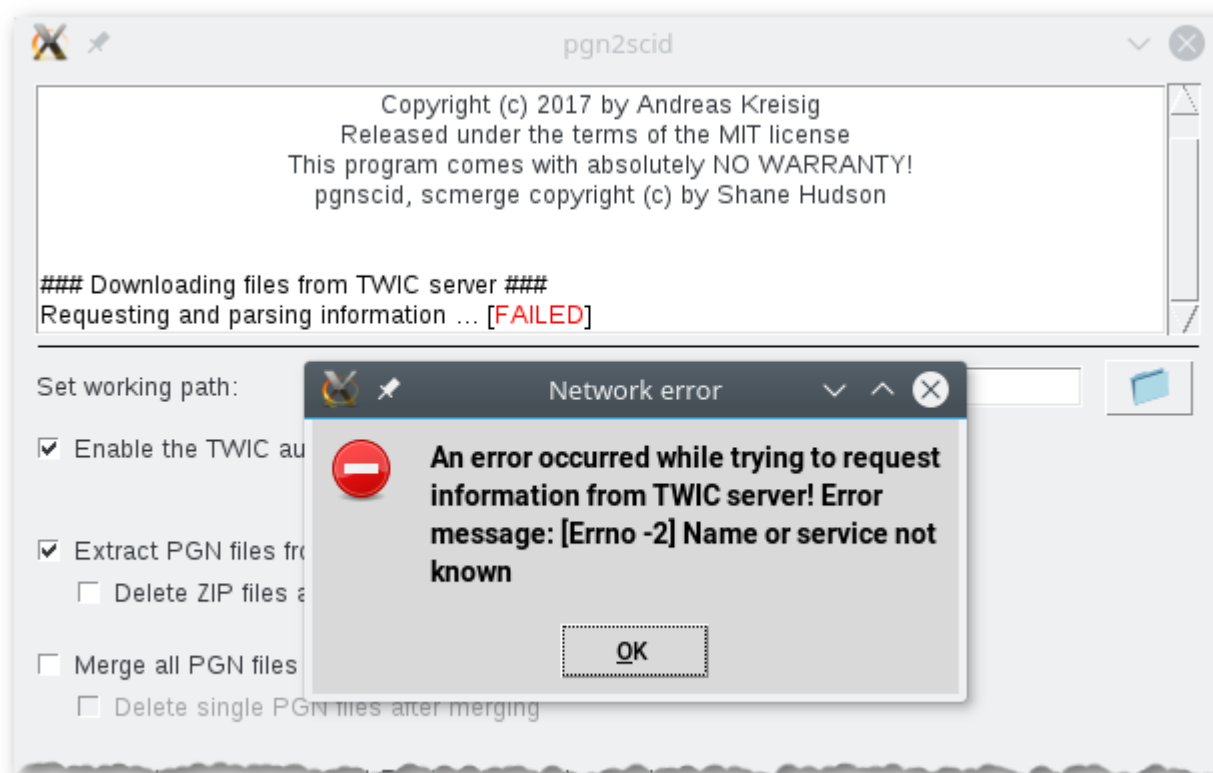 pgn2scid
Copyright (c) 2017 by Andreas Kreisig
Released under the terms of the MIT license
This program comes with absolutely NO WARRANTY!
pgnscid, scmerge copyright (c) by Shane Hudson
### Downloading files from TWIC server ###
Requesting and parsing information ... [FAILED]
Set working path:
Network error
Enable the TWIC au
An error occurred while trying to request
information from TWIC server! Error
message: [Errno -2] Name or service not
known
Extract PGN files fro
Delete ZIP files a
OK
Merge all PGN files
Delete single PGN files after merging